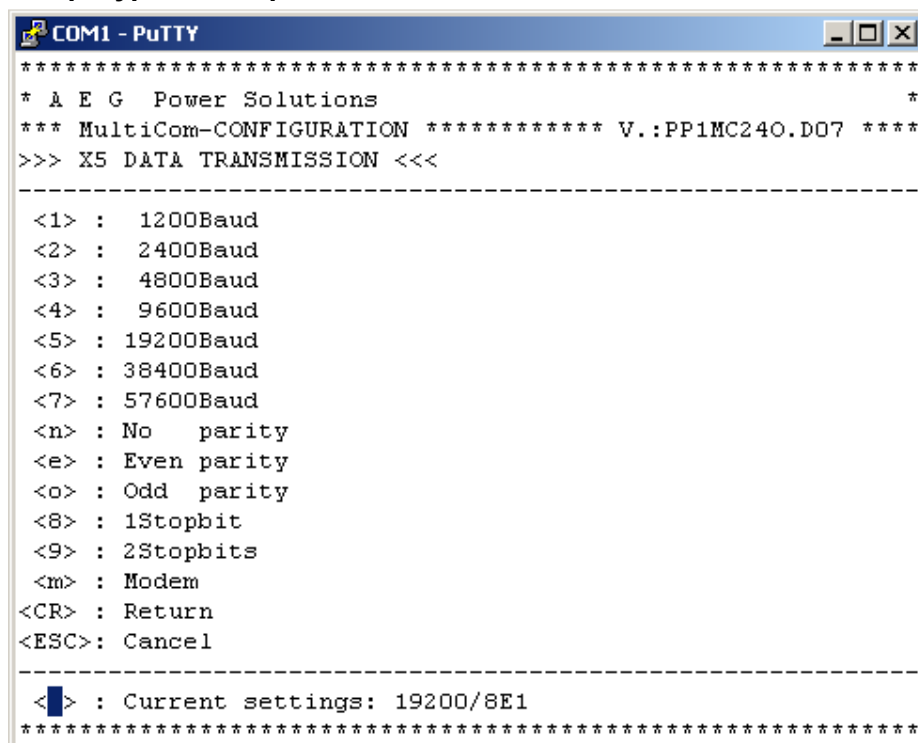 COM1 - PuTTY
************************************************************
* A E G  Power Solutions                                   *
*** MultiCom-CONFIGURATION ************ V.:PP1MC240.D07 ****
>>> X5 DATA TRANSMISSION <<<
------------------------------------------------------------
<1> :  1200Baud
<2> :  2400Baud
<3> :  4800Baud
<4> :  9600Baud
<5> : 19200Baud
<6> : 38400Baud
<7> : 57600Baud
<n> : No   parity
<e> : Even parity
<o> : Odd  parity
<8> : 1Stopbit
<9> : 2Stopbits
<m> : Modem
<CR> : Return
<ESC>: Cancel
------------------------------------------------------------
< > : Current settings: 19200/8E1
************************************************************